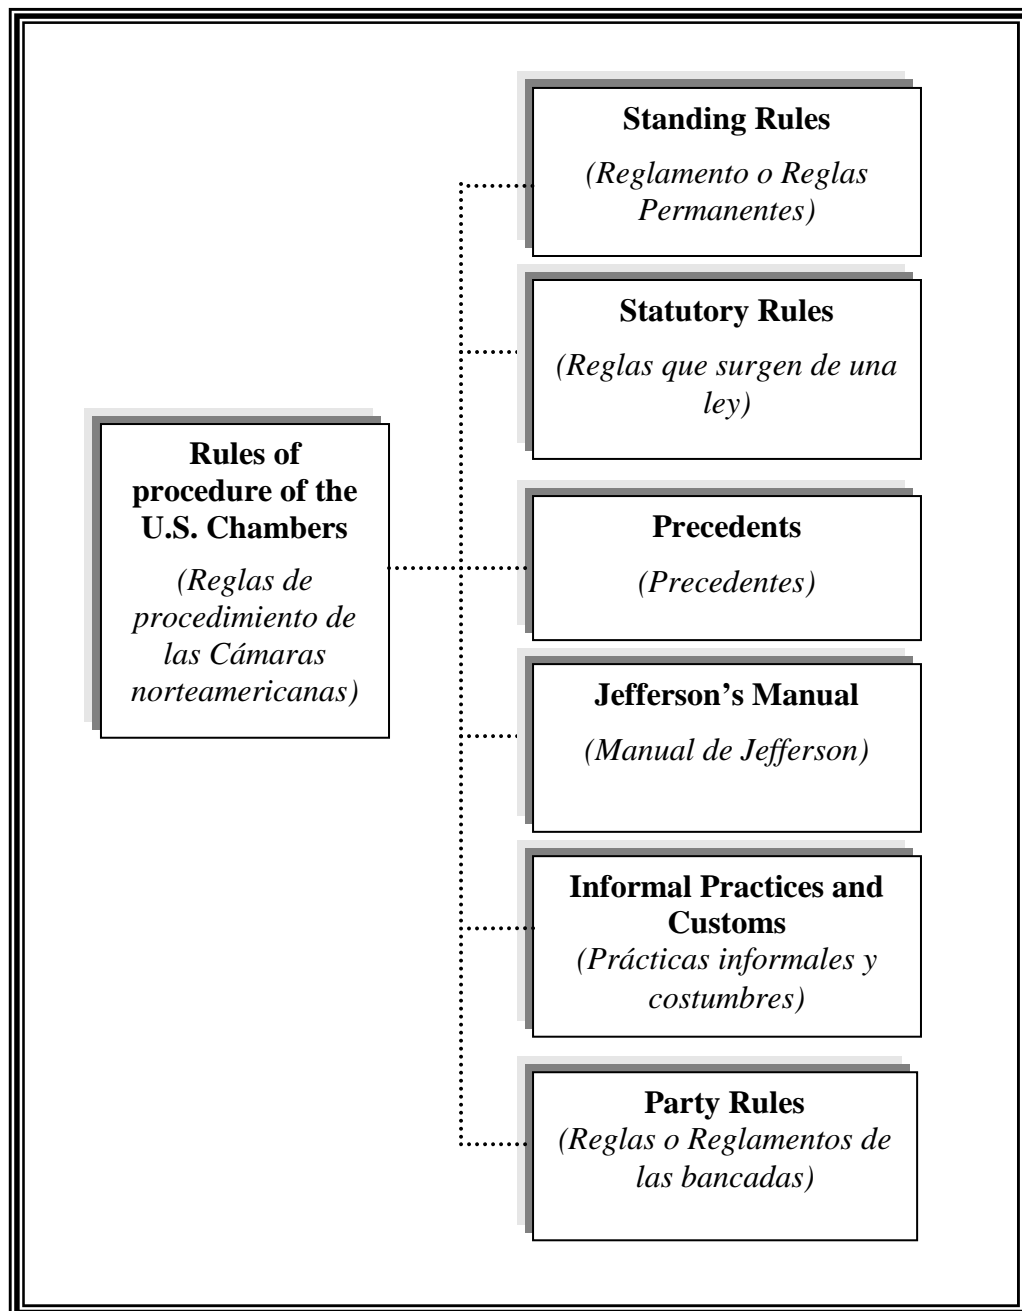 Standing Rules
(Reglamento o Reglas
Permanentes)
Statutory Rules
(Reglas que surgen de una
ley)
Rules of
procedure of the
U.S. Chambers
(Reglas de
procedimiento de
las Cámaras
norteamericanas)
Precedents
(Precedentes)
Jefferson’s Manual
(Manual de Jefferson)
Informal Practices and
Customs
(Prácticas informales y
costumbres)
Party Rules
(Reglas o Reglamentos de
las bancadas)